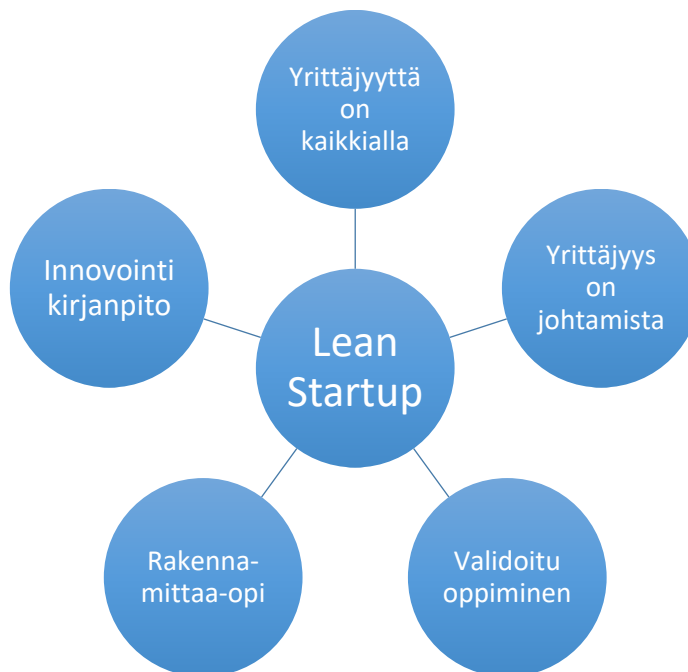 Yrittäjyyttä
on
kaikkialla
Yrittäjyys
on
johtamista
Validoitu
oppiminen
Rakenna-
mittaa-opi
Innovointi
kirjanpito
Lean
Startup